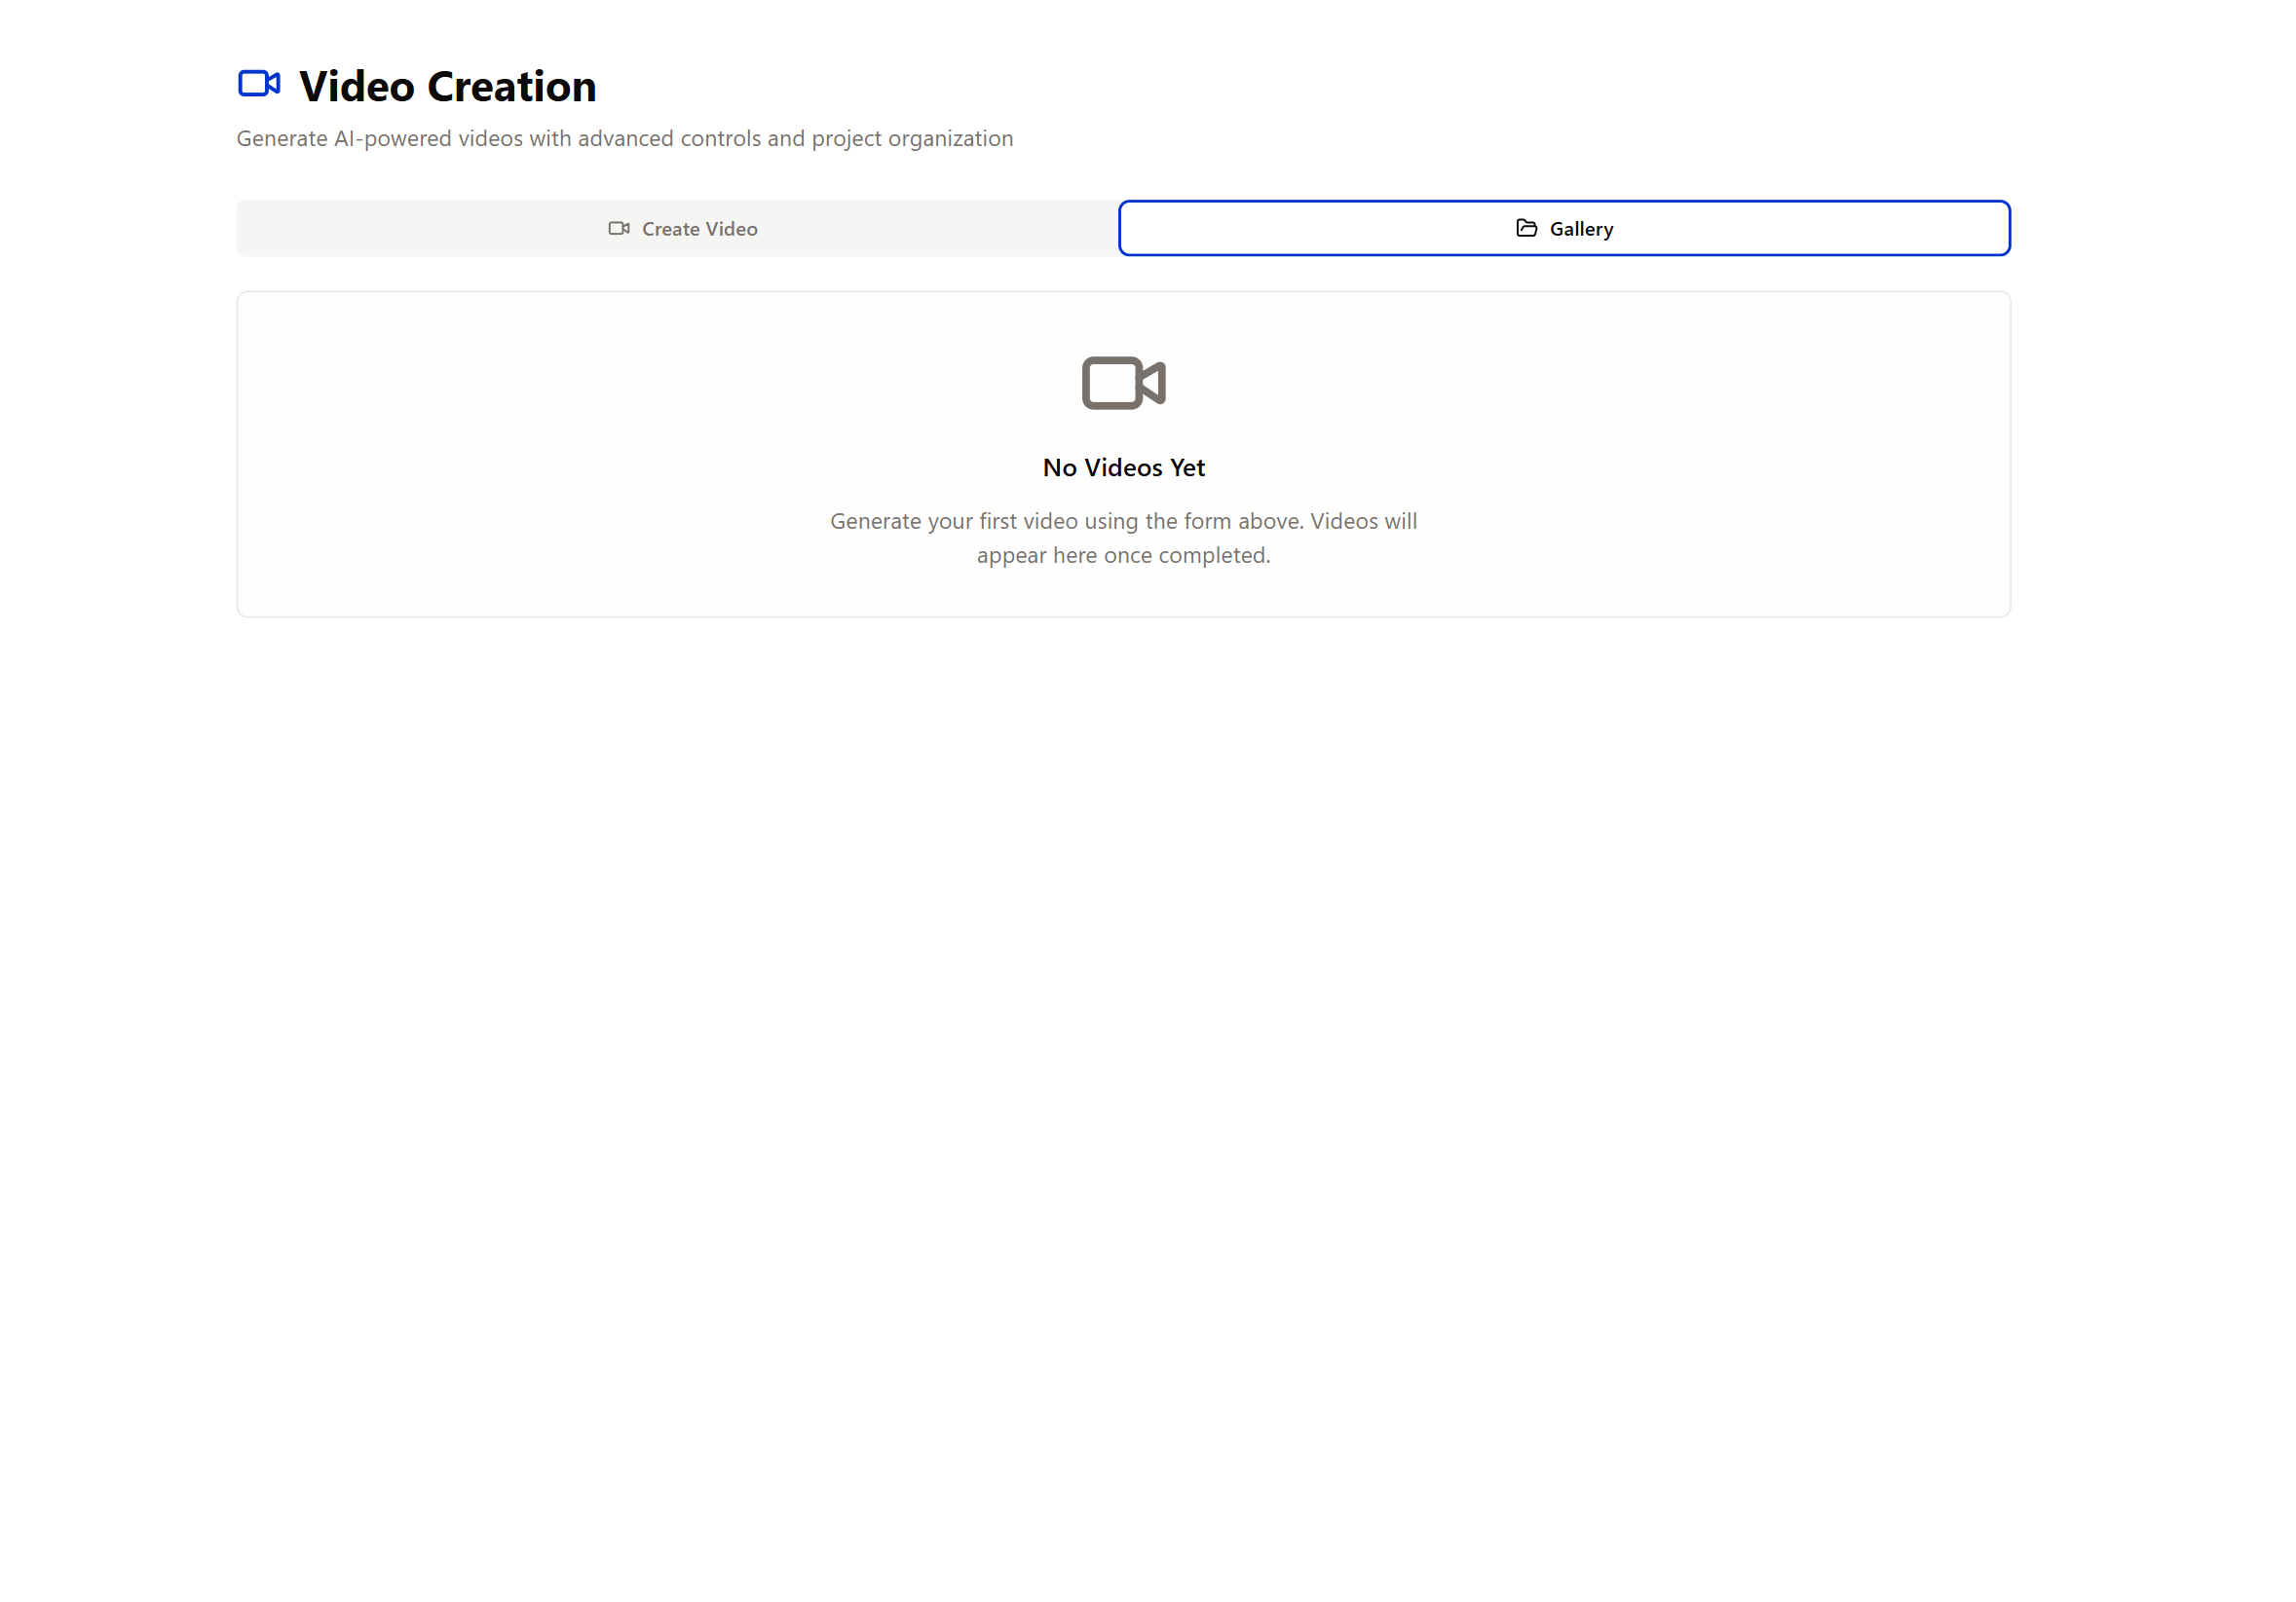 Video Creation
Generate AI-powered videos with advanced controls and project organization
Create Video
Gallery
No Videos Yet
Generate your first video using the form above. Videos will
appear here once completed.